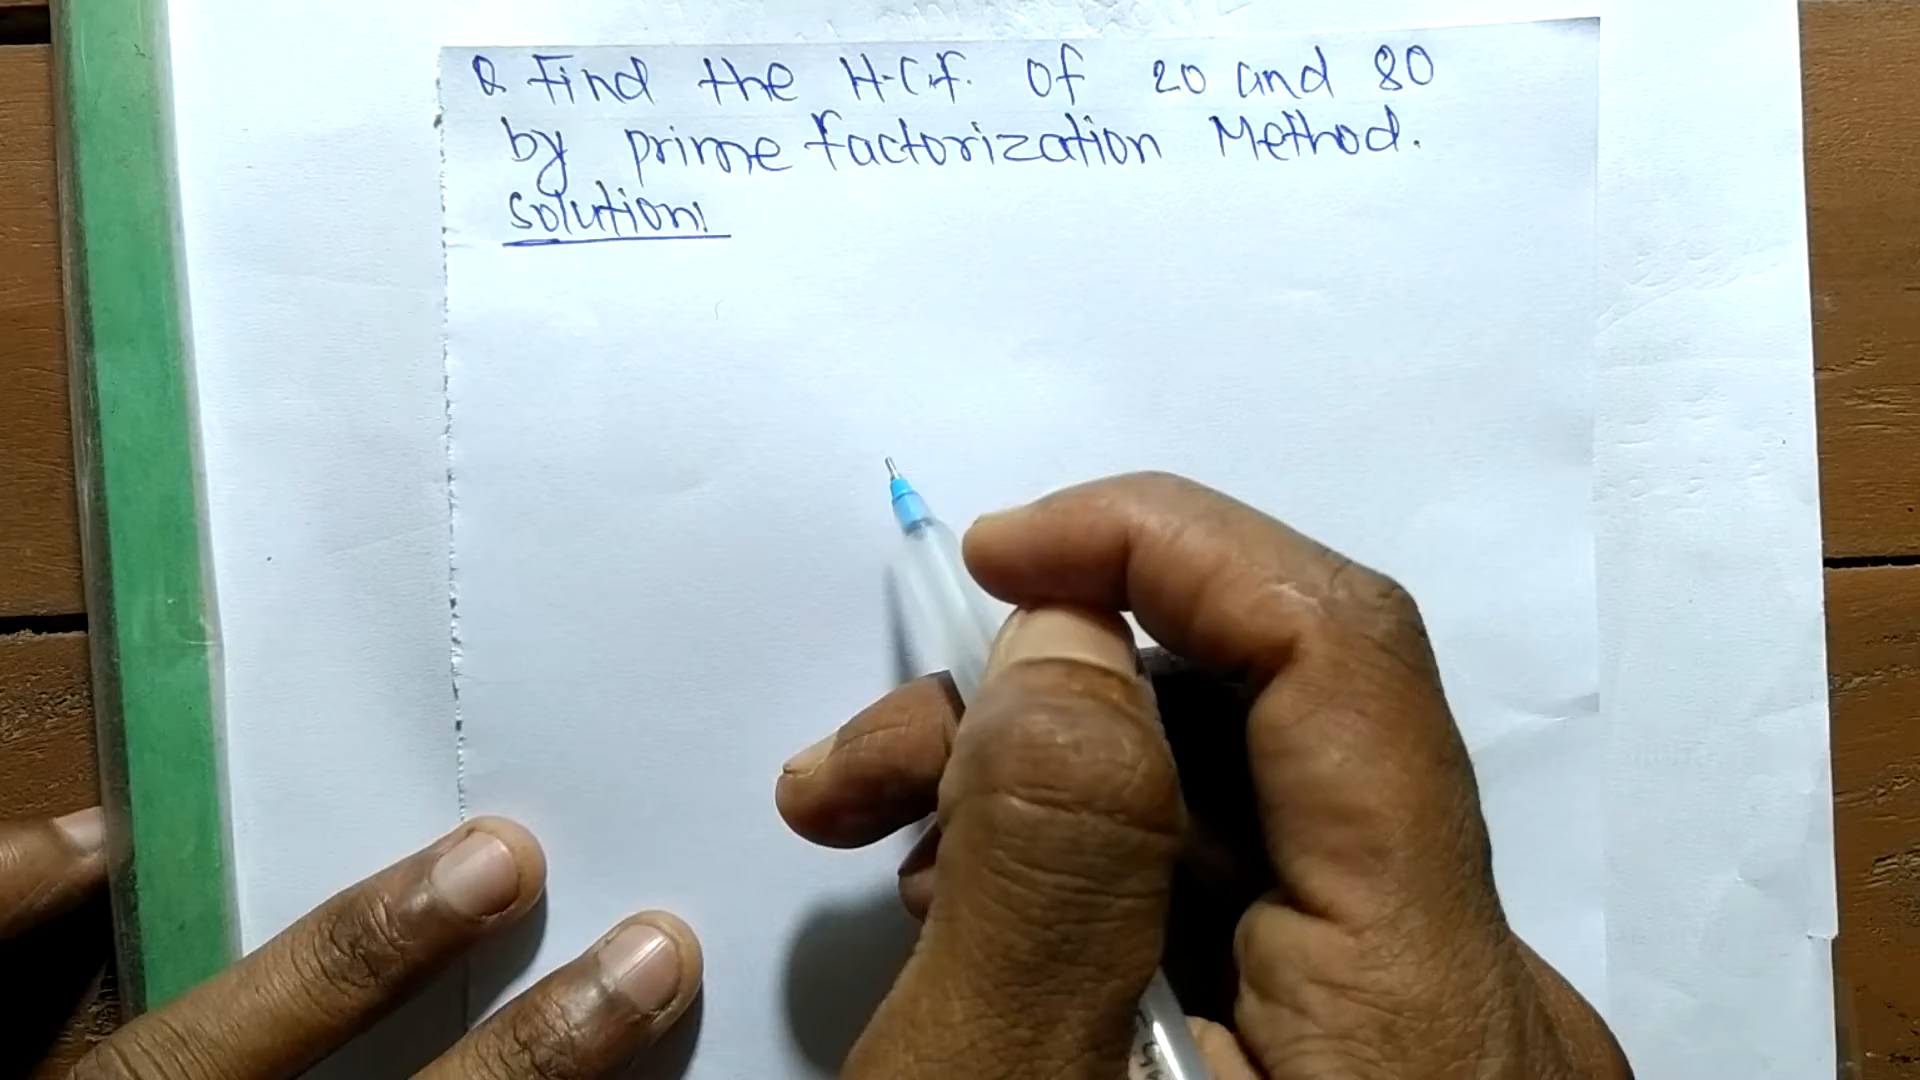 Q Find the H.C.f. of 20 and 80
by prime factorization Method.
solution: